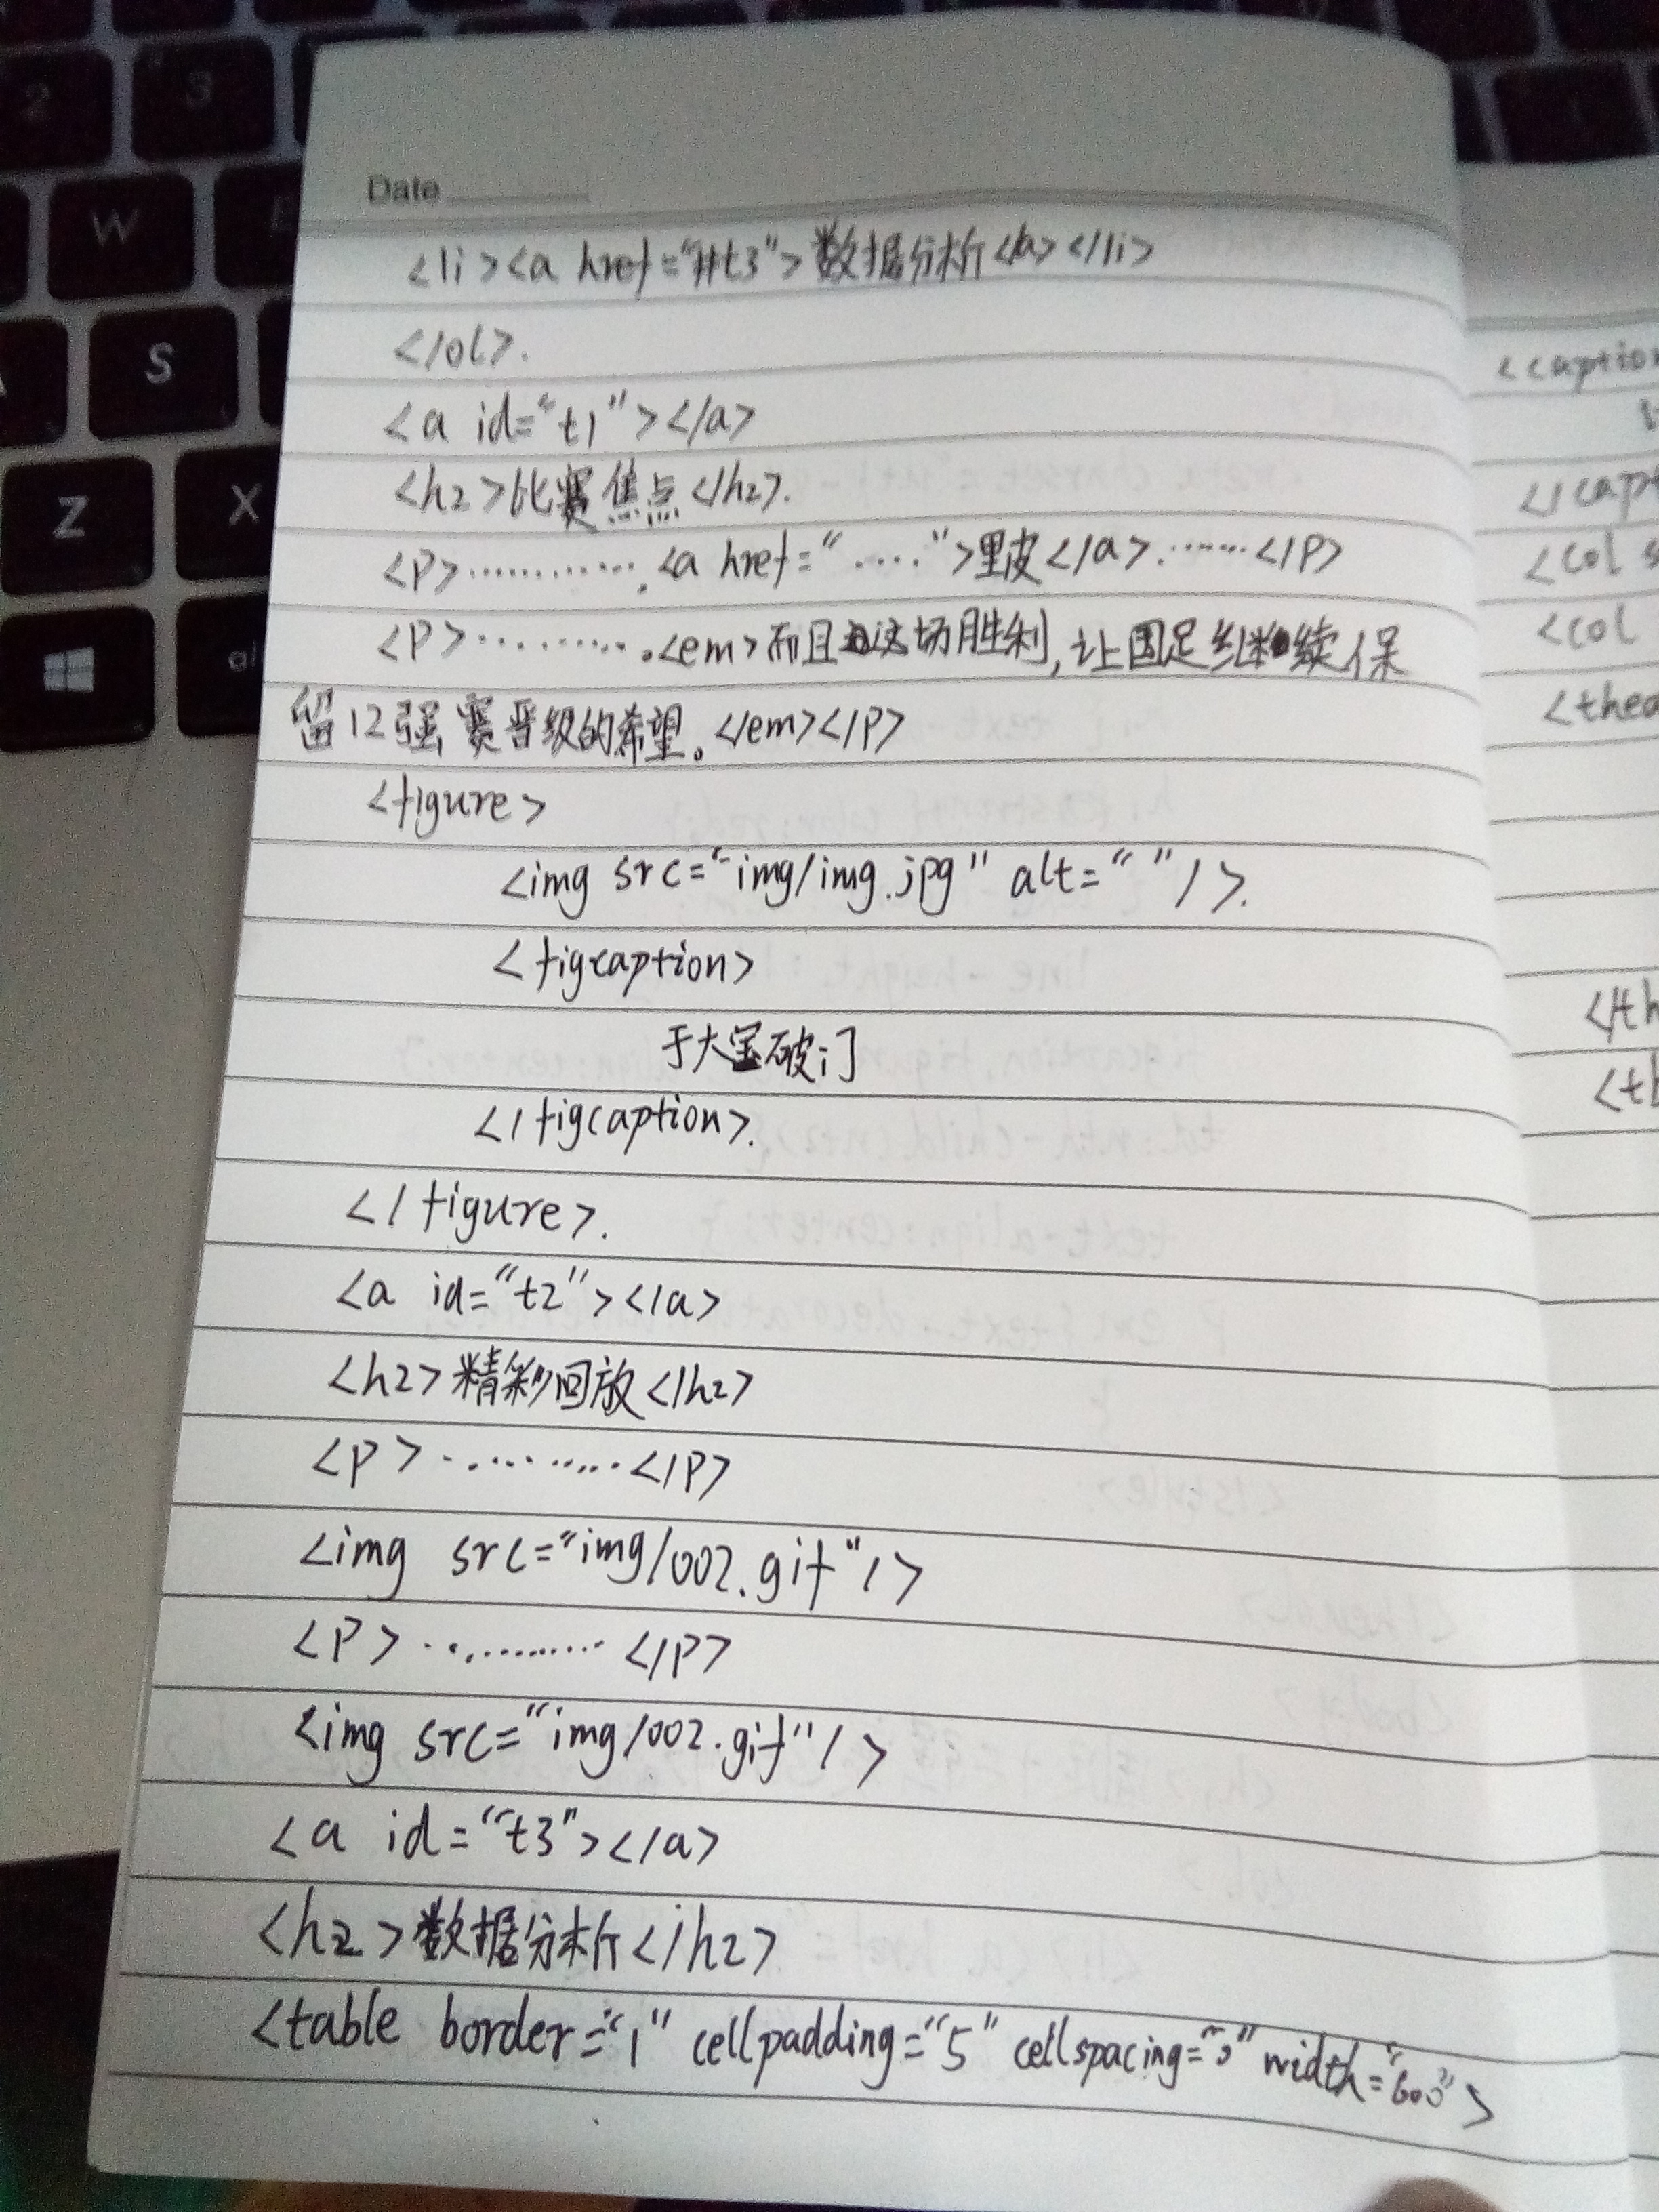 Date
<li><a href="#t3">数据分析</a></li>
</ol>.
<a id="t1"></a>
<h2>比赛焦点</h2>.
<p>............<a href=".....">里皮</a>.......</p>
<p>...........<em>而且这场胜利,让国足继续保
留12强赛晋级的希望。</em></p>
<figure>
<img src="img/img.jpg" alt=" "/>.
<figcaption>
于大宝破门
</figcaption>.
</figure>.
<a id="t2"></a>
<h2>精彩回放</h2>
<p>...........</p>
<img src="img/002.gif"/>
<p>............</p>
<img src="img/002.gif"/>
<a id="t3"></a>
<h2>数据分析</h2>
<table border="1" cellpadding="5" cellspacing="0" width="600">
<caption
</capt
<col s
<col
<thea
</th
<tb
2
3
W
S
Z
X
al